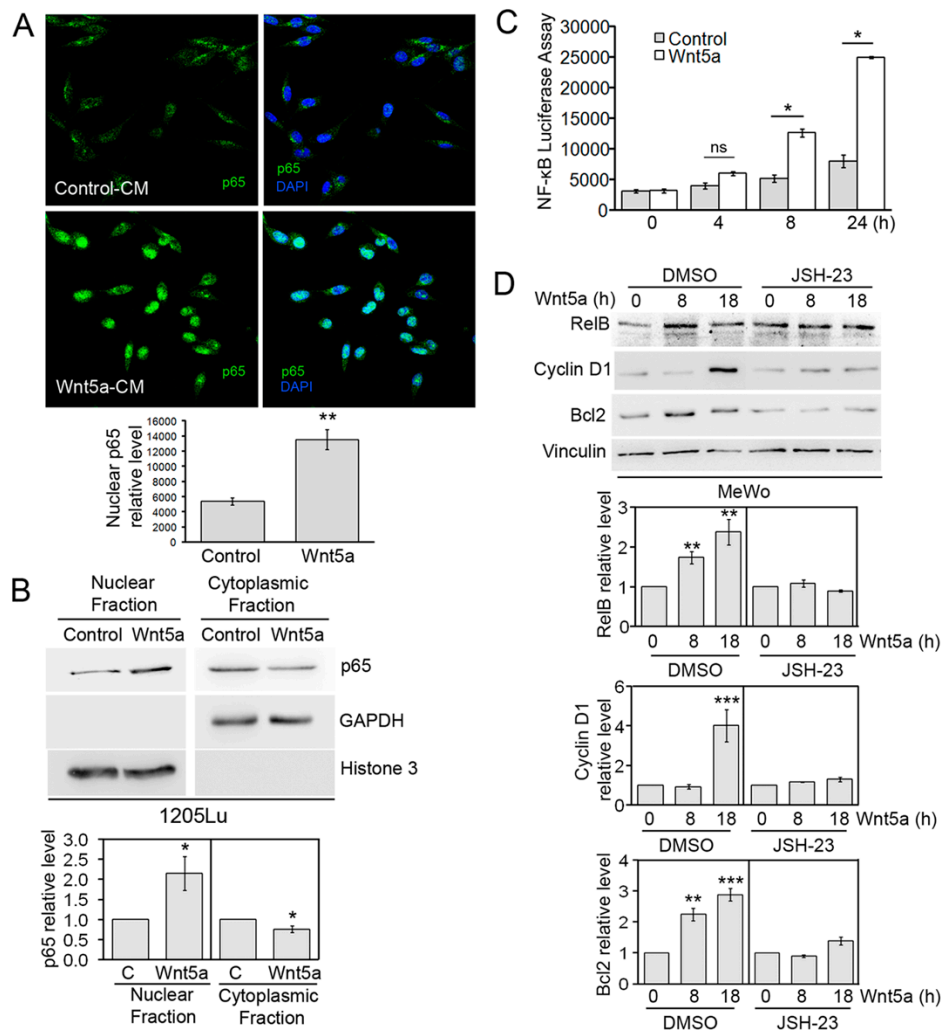 A
Control-CM
p65
p65
DAPI
Wnt5a-CM
p65
p65
DAPI
Nuclear p65
relative level
16000
14000
12000
10000
8000
6000
4000
2000
0
**
Control
Wnt5a
B
Nuclear
Fraction
Cytoplasmic
Fraction
Control Wnt5a
Control Wnt5a
p65
GAPDH
Histone 3
1205Lu
p65 relative level
3.0
2.5
2.0
1.5
1.0
0.5
0.0
*
*
C Wnt5a
C Wnt5a
Nuclear
Fraction
Cytoplasmic
Fraction
C
NF-κB Luciferase Assay
30000
25000
20000
15000
10000
5000
0
Control
Wnt5a
ns
*
*
0 4 8 24 (h)
D
DMSO
JSH-23
Wnt5a (h) 0 8 18 0 8 18
RelB
Cyclin D1
Bcl2
Vinculin
MeWo
RelB relative level
3
2
1
0
**
**
0 8 18 0 8 18 Wnt5a (h)
DMSO
JSH-23
Cyclin D1
relative level
6
4
2
0
***
0 8 18 0 8 18 Wnt5a (h)
DMSO
JSH-23
Bcl2 relative level
4
3
2
1
0
**
***
0 8 18 0 8 18 Wnt5a (h)
DMSO
JSH-23